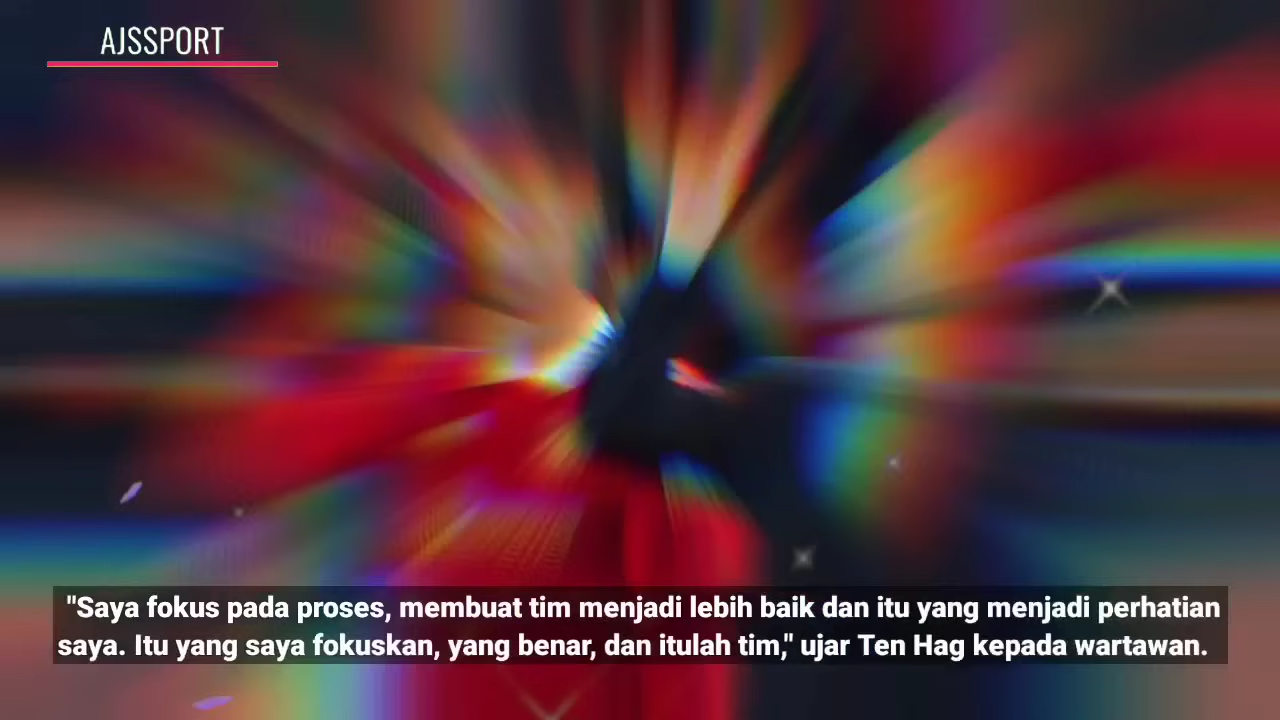 AJSSPORT
"Saya fokus pada proses, membuat tim menjadi lebih baik dan itu yang menjadi perhatian
saya. Itu yang saya fokuskan, yang benar, dan itulah tim," ujar Ten Hag kepada wartawan.